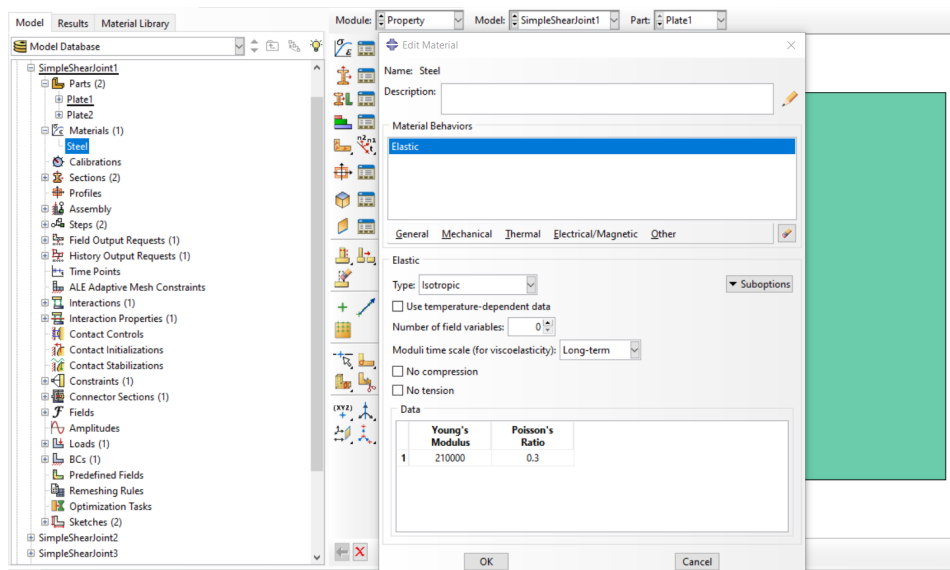 Module: Property Model: SimpleShearJoint1 Part: Plate1
Model Results Material Library
Model Database
SimpleShearJoint1
Parts (2)
Plate1
Plate2
Materials (1)
Steel
Calibrations
Sections (2)
Profiles
Assembly
Steps (2)
Field Output Requests (1)
History Output Requests (1)
Time Points
ALE Adaptive Mesh Constraints
Interactions (1)
Interaction Properties (1)
Contact Controls
Contact Initializations
Contact Stabilizations
Constraints (1)
Connector Sections (1)
Fields
Amplitudes
Loads (1)
BCs (1)
Predefined Fields
Remeshing Rules
Optimization Tasks
Sketches (2)
SimpleShearJoint2
SimpleShearJoint3
(XYZ)
Edit Material
Name: Steel
Description:
Material Behaviors
Elastic
General Mechanical Thermal Electrical/Magnetic Other
Elastic
Type: Isotropic Suboptions
Use temperature-dependent data
Number of field variables: 0
Moduli time scale (for viscoelasticity): Long-term
No compression
No tension
Data
Young's Poisson's
Modulus Ratio
1 210000 0.3
OK Cancel